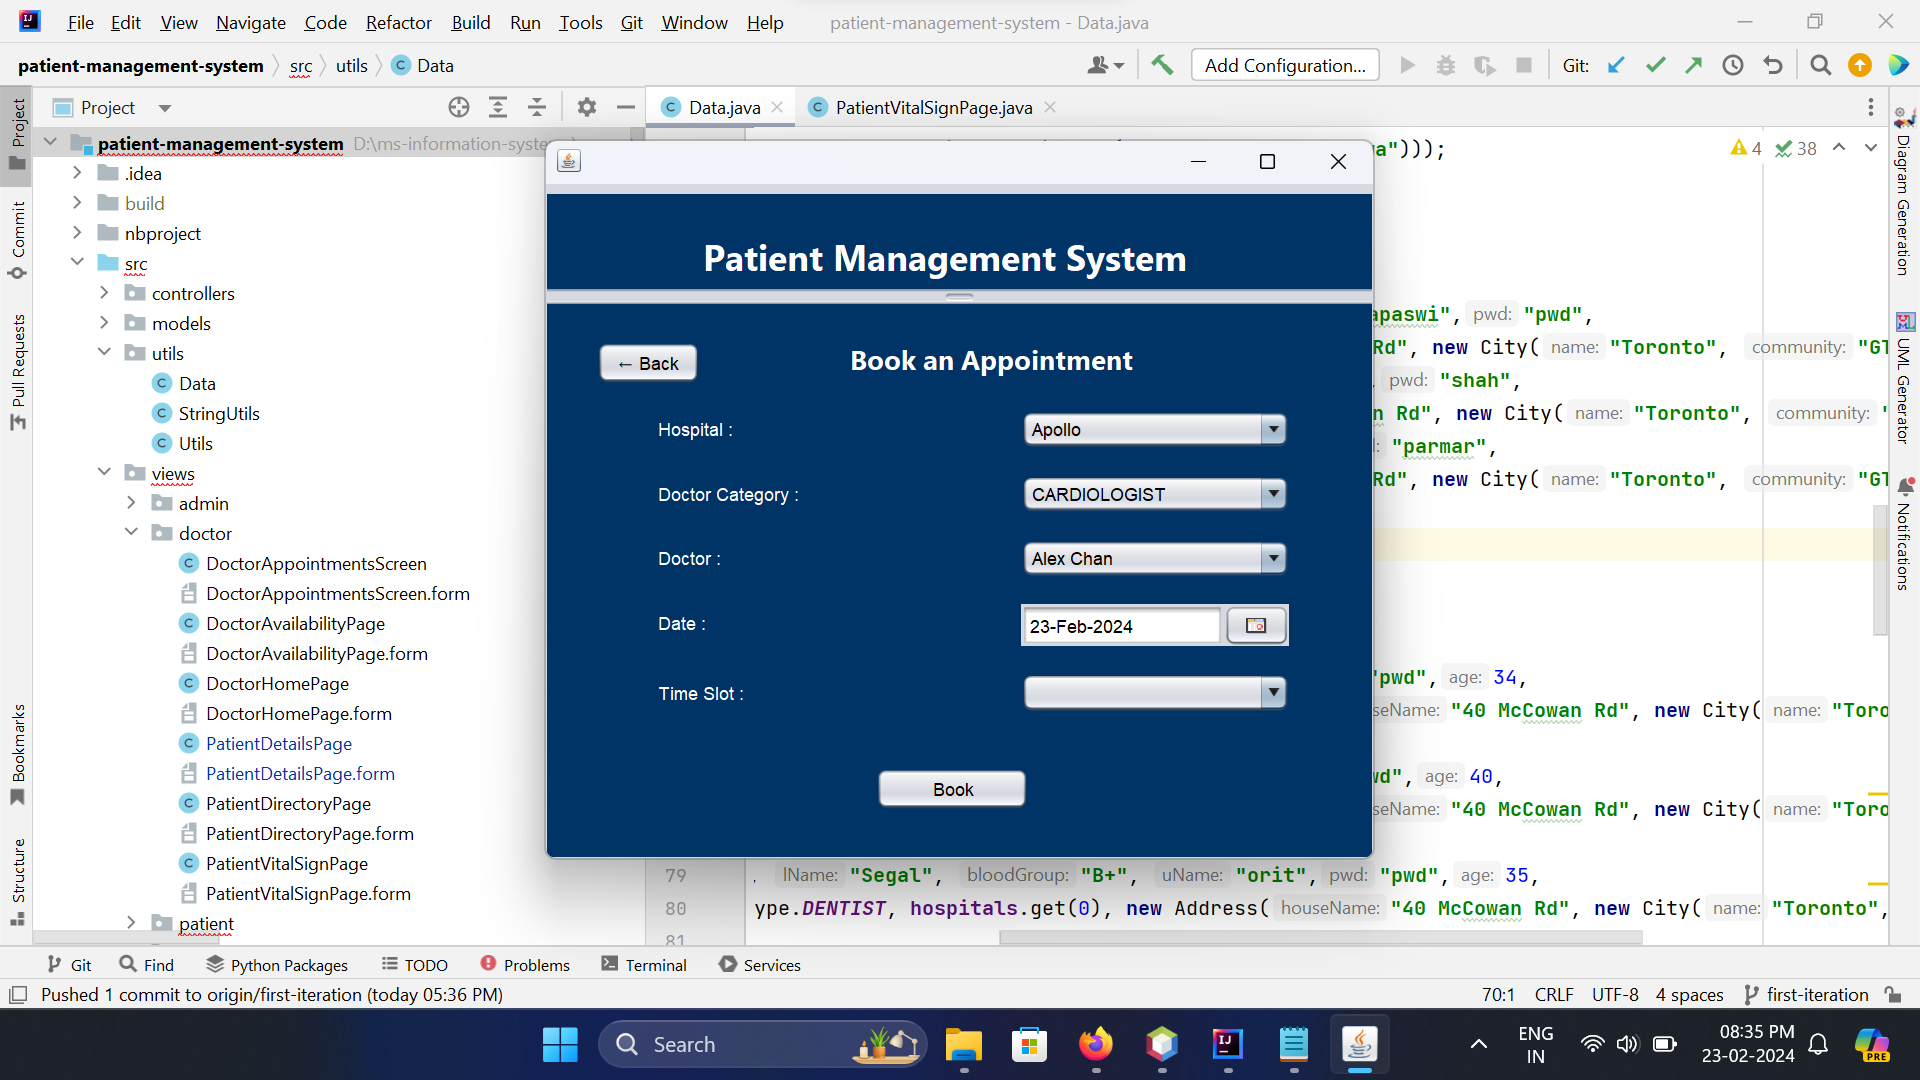 File Edit View Navigate Code Refactor Build Run Tools Git Window Help patient-management-system - Data.java
patient-management-system src utils Data Add Configuration... Git:
Project
Data.java PatientVitalSignPage.java
patient-management-system D:\ms-information-syste
.idea
build
nbproject
src
controllers
models
utils
Data
StringUtils
Utils
views
admin
doctor
DoctorAppointmentsScreen
DoctorAppointmentsScreen.form
DoctorAvailabilityPage
DoctorAvailabilityPage.form
DoctorHomePage
DoctorHomePage.form
PatientDetailsPage
PatientDetailsPage.form
PatientDirectoryPage
PatientDirectoryPage.form
PatientVitalSignPage
PatientVitalSignPage.form
patient
Project
Commit
Pull Requests
Bookmarks
Structure
Patient Management System
← Back
Book an Appointment
Hospital : Apollo
Doctor Category : CARDIOLOGIST
Doctor : Alex Chan
Date : 23-Feb-2024
Time Slot :
Book
a")));
4 38
apaswi", pwd: "pwd",
Rd", new City( name: "Toronto", community: "GT
, pwd: "shah",
n Rd", new City( name: "Toronto", community: "
: "parmar",
Rd", new City( name: "Toronto", community: "GT
"pwd", age: 34,
seName: "40 McCowan Rd", new City( name: "Toro
wd", age: 40,
seName: "40 McCowan Rd", new City( name: "Toro
79 , lName: "Segal", bloodGroup: "B+", uName: "orit", pwd: "pwd", age: 35,
80 ype.DENTIST, hospitals.get(0), new Address( houseName: "40 McCowan Rd", new City( name: "Toronto",
81
Diagram Generation
UML Generator
Notifications
Git Find Python Packages TODO Problems Terminal Services
Pushed 1 commit to origin/first-iteration (today 05:36 PM) 70:1 CRLF UTF-8 4 spaces first-iteration
Search
ENG
IN
08:35 PM
23-02-2024
PRE